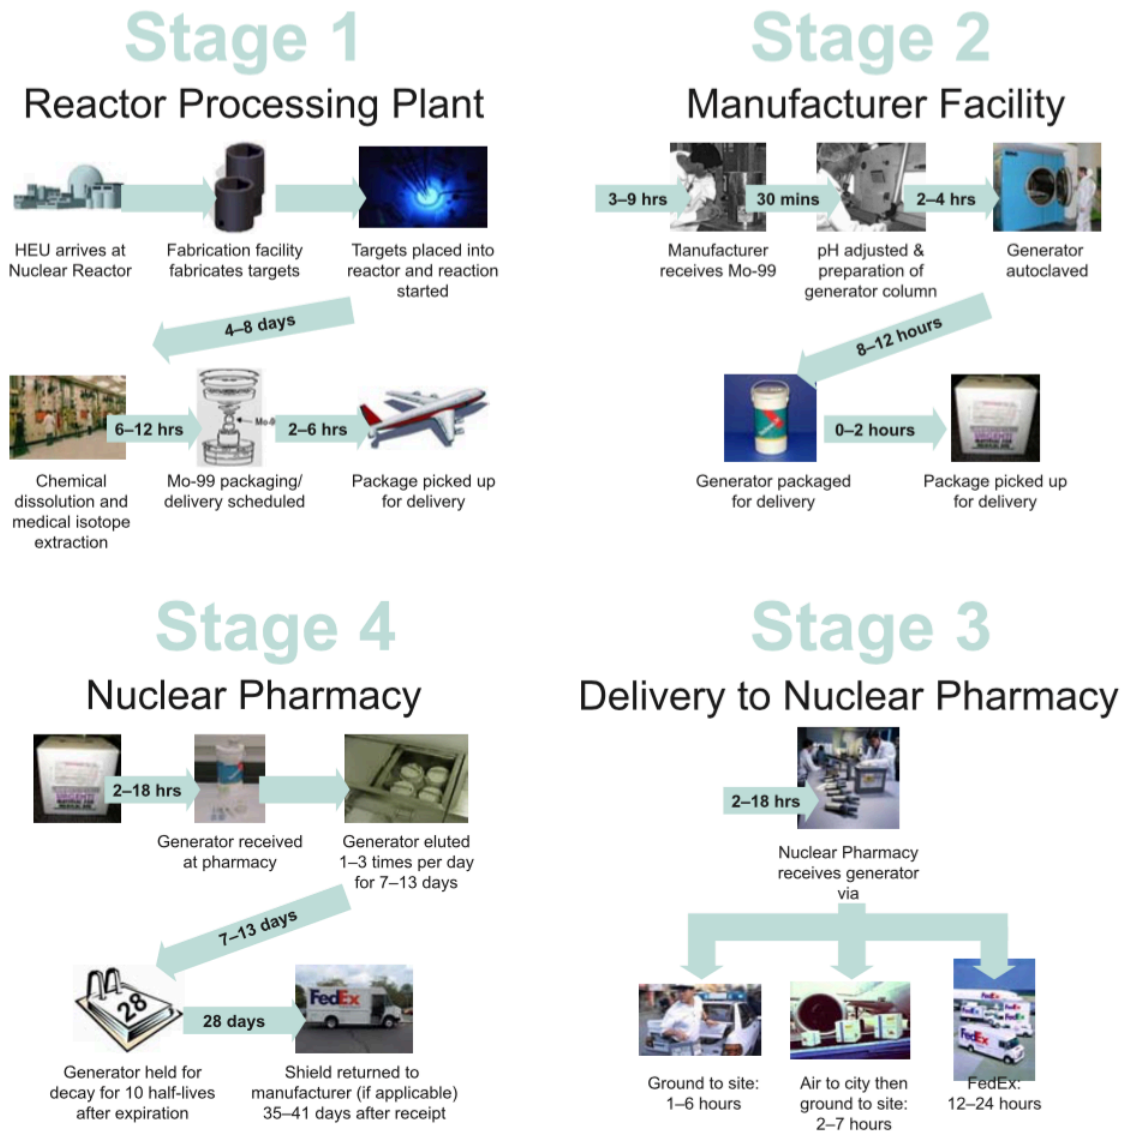 Stage 1
Reactor Processing Plant
HEU arrives at
Nuclear Reactor
Fabrication facility
fabricates targets
Targets placed into
reactor and reaction
started
4–8 days
6–12 hrs
2–6 hrs
Chemical
dissolution and
medical isotope
extraction
Mo-99 packaging/
delivery scheduled
Package picked up
for delivery
Stage 2
Manufacturer Facility
3–9 hrs
30 mins
2–4 hrs
Manufacturer
receives Mo-99
pH adjusted &
preparation of
generator column
Generator
autoclaved
8–12 hours
0–2 hours
URGENT!
Generator packaged
for delivery
Package picked up
for delivery
Stage 4
Nuclear Pharmacy
URGENT!
2–18 hrs
Generator received
at pharmacy
Generator eluted
1–3 times per day
for 7–13 days
7–13 days
28
28 days
FedEx
Generator held for
decay for 10 half-lives
after expiration
Shield returned to
manufacturer (if applicable)
35–41 days after receipt
Stage 3
Delivery to Nuclear Pharmacy
2–18 hrs
Nuclear Pharmacy
receives generator
via
FedEx
FedEx
FedEx
Ground to site:
1–6 hours
Air to city then
ground to site:
2–7 hours
FedEx:
12–24 hours